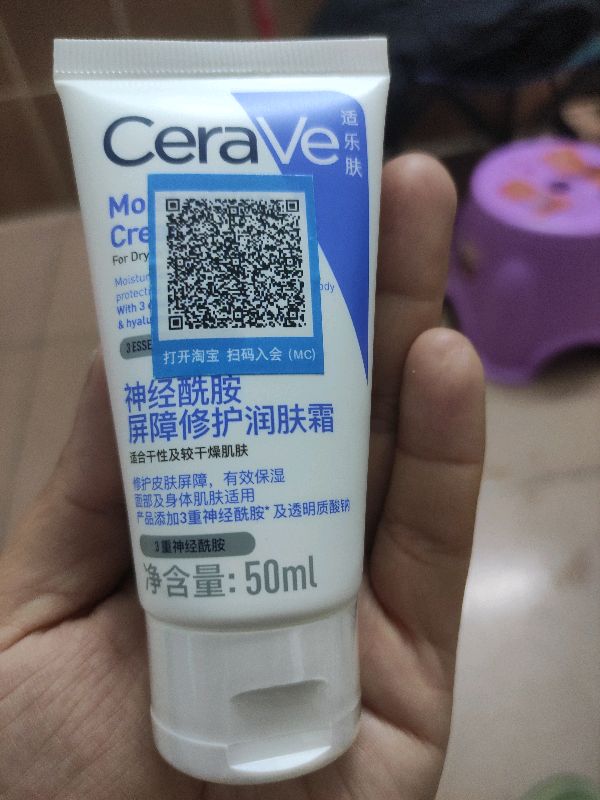 CeraVe
适乐肤
Mo
Cre
For Dry
Moistur
protect
ody
With 3 e
& hyalu
3 ESSE
打开淘宝 扫码入会 (MC)
神经酰胺
屏障修护润肤霜
适合干性及较干燥肌肤
修护皮肤屏障，有效保湿
面部及身体肌肤适用
产品添加3重神经酰胺*及透明质酸钠
3重神经酰胺
净含量: 50ml